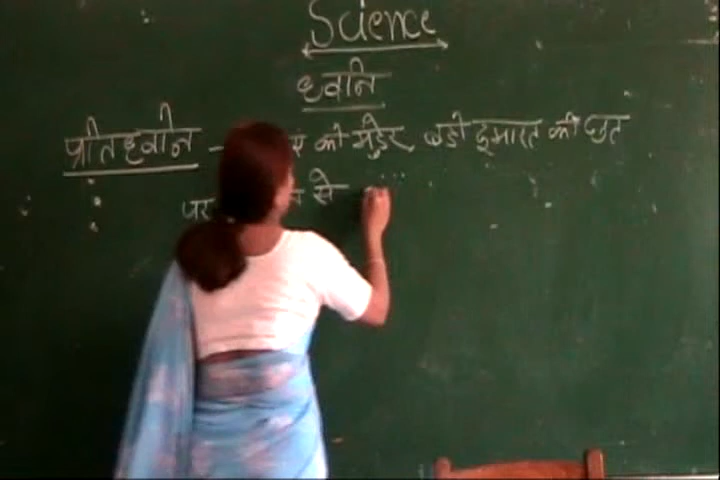 Science
ध्वनि
प्रतिध्वनि - की मुंडेर, बडी इमारत की छत
पर से